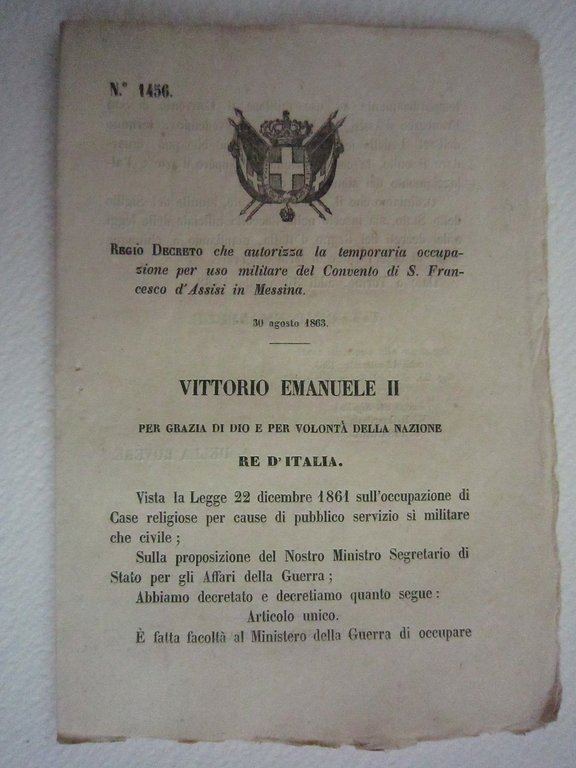 N.° 1456.
REGIO DECRETO che autorizza la temporaria occupa-
zione per uso militare del Convento di S. Fran-
cesco d'Assisi in Messina.
30 agosto 1863.
VITTORIO EMANUELE II
PER GRAZIA DI DIO E PER VOLONTÀ DELLA NAZIONE
RE D'ITALIA.
Vista la Legge 22 dicembre 1861 sull'occupazione di
Case religiose per cause di pubblico servizio sì militare
che civile ;
Sulla proposizione del Nostro Ministro Segretario di
Stato per gli Affari della Guerra ;
Abbiamo decretato e decretiamo quanto segue :
Articolo unico.
È fatta facoltà al Ministero della Guerra di occupare